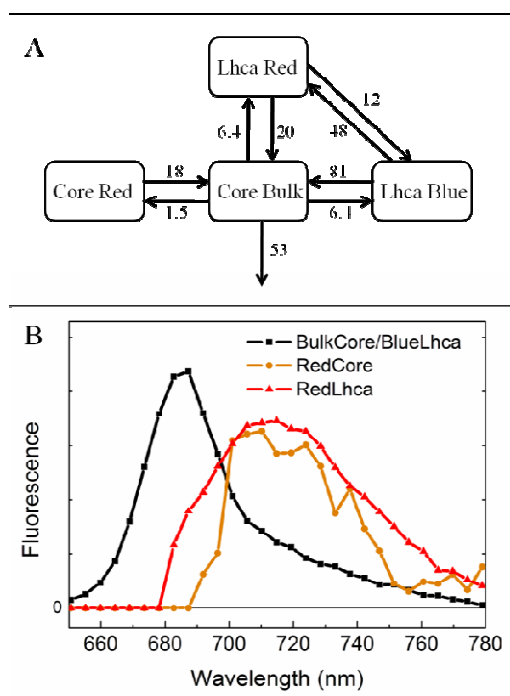 A
Lhca Red
12
6.4
20
48
18
81
Core Red
Core Bulk
Lhca Blue
1.5
6.1
53
B
BulkCore/BlueLhca
RedCore
RedLhca
Fluorescence
0
660 680 700 720 740 760 780
Wavelength (nm)